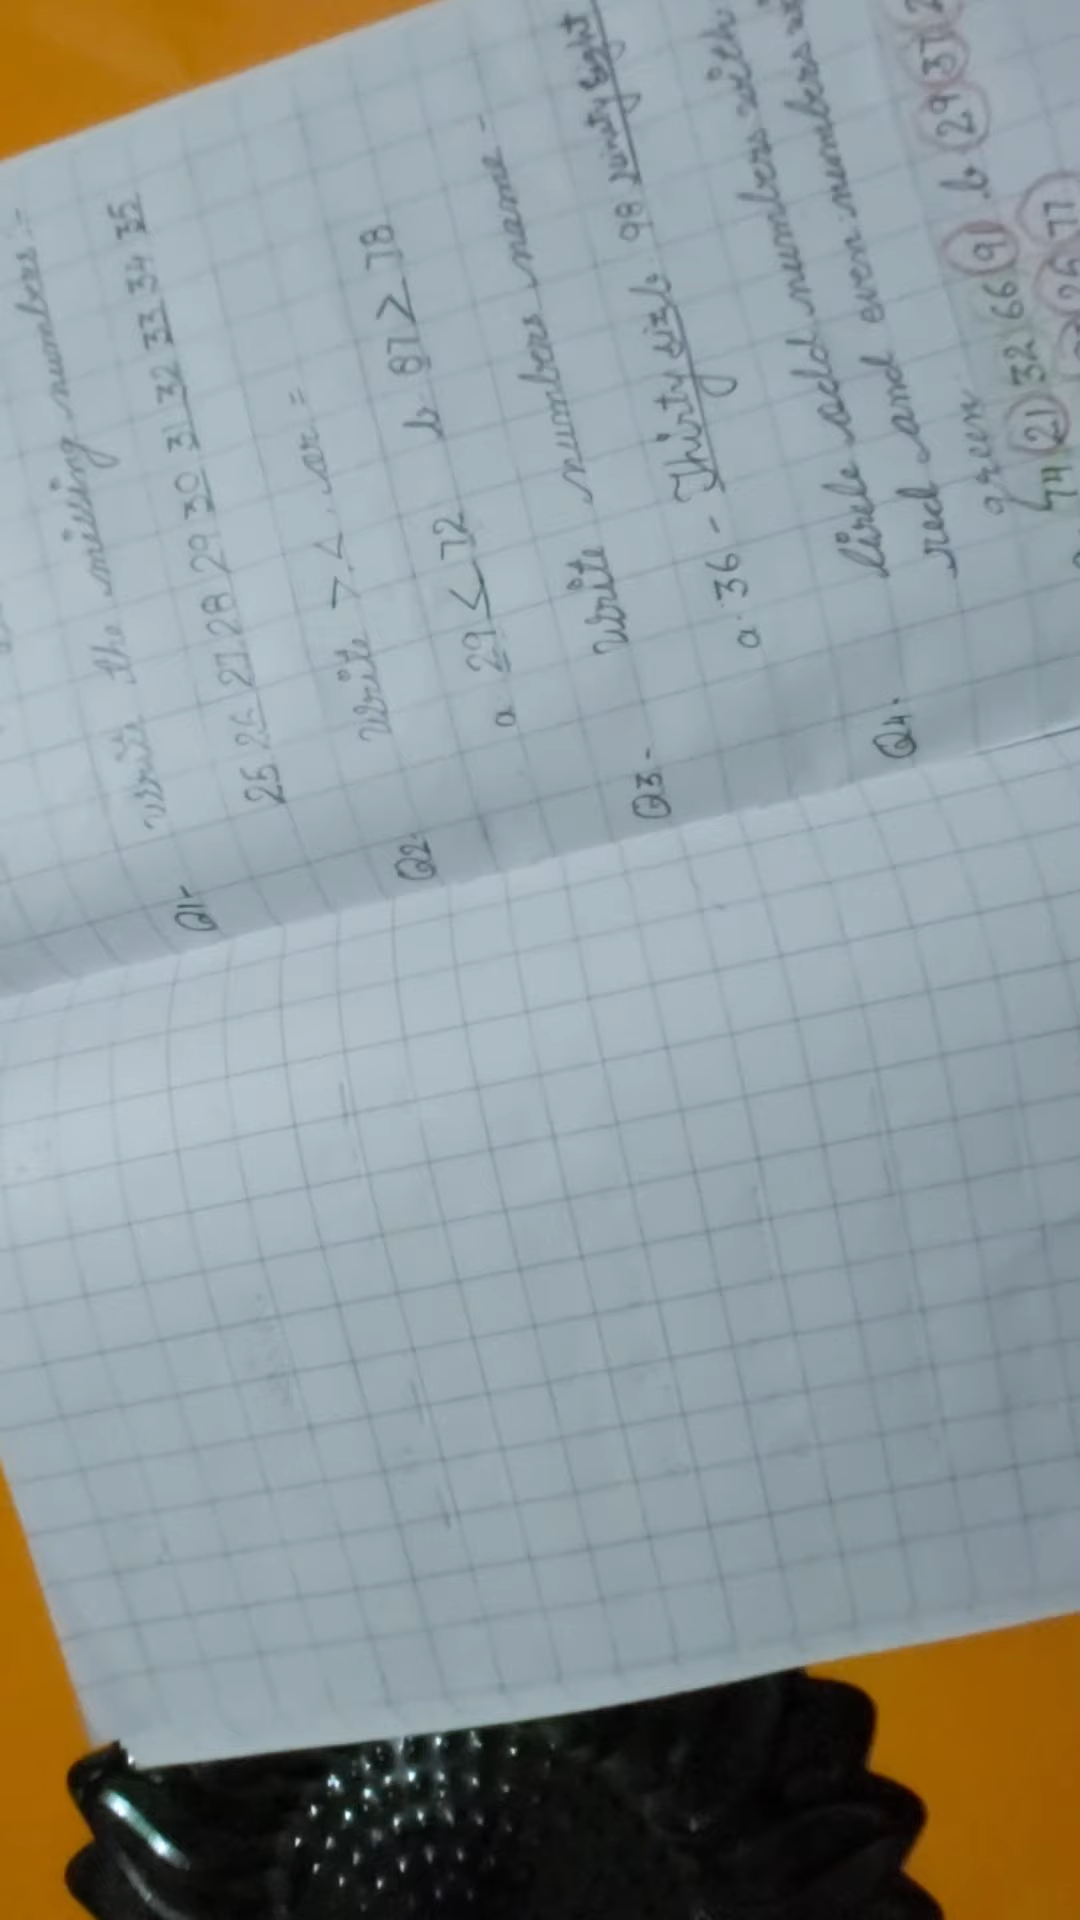 Q1- Write the missing numbers:-
25 26 27 28 29 30 31 32 33 34 35
Q2. Write > < or =
a 29 < 72 b. 87 > 78
Q3.- Write numbers name -
a. 36 - Thirty six b. 98 Ninty Eight
Q4. Circle odd numbers with
red and even numbers
green
74 21 32 66 91 b 29 37
77